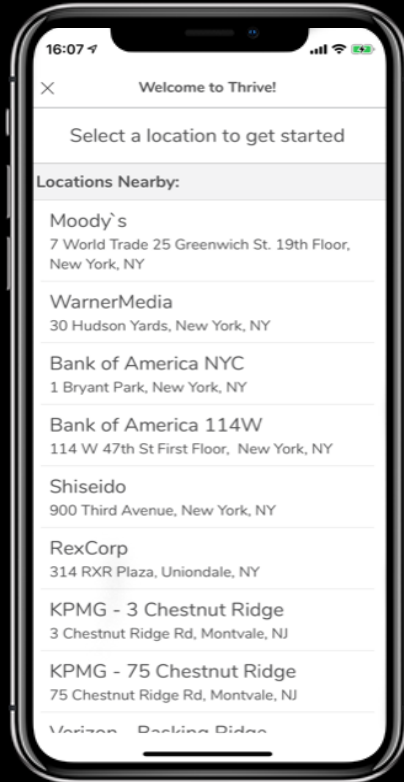 16:07
Welcome to Thrive!
Select a location to get started
Locations Nearby:
Moody`s
7 World Trade 25 Greenwich St. 19th Floor,
New York, NY
WarnerMedia
30 Hudson Yards, New York, NY
Bank of America NYC
1 Bryant Park, New York, NY
Bank of America 114W
114 W 47th St First Floor,  New York, NY
Shiseido
900 Third Avenue, New York, NY
RexCorp
314 RXR Plaza, Uniondale, NY
KPMG - 3 Chestnut Ridge
3 Chestnut Ridge Rd, Montvale, NJ
KPMG - 75 Chestnut Ridge
75 Chestnut Ridge Rd, Montvale, NJ
Verizon - Basking Ridge